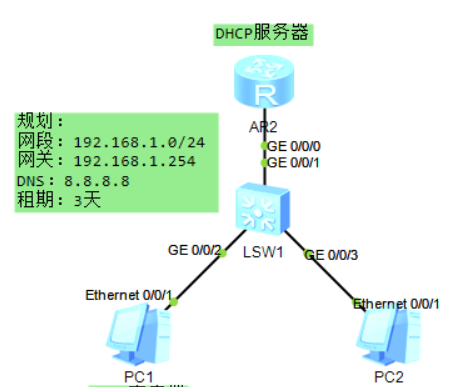 DHCP服务器
R
AR2
规划：
网段：192.168.1.0/24
网关：192.168.1.254
DNS：8.8.8.8
租期：3天
GE 0/0/0
GE 0/0/1
LSW1
GE 0/0/2
GE 0/0/3
Ethernet 0/0/1
Ethernet 0/0/1
PC1
PC2